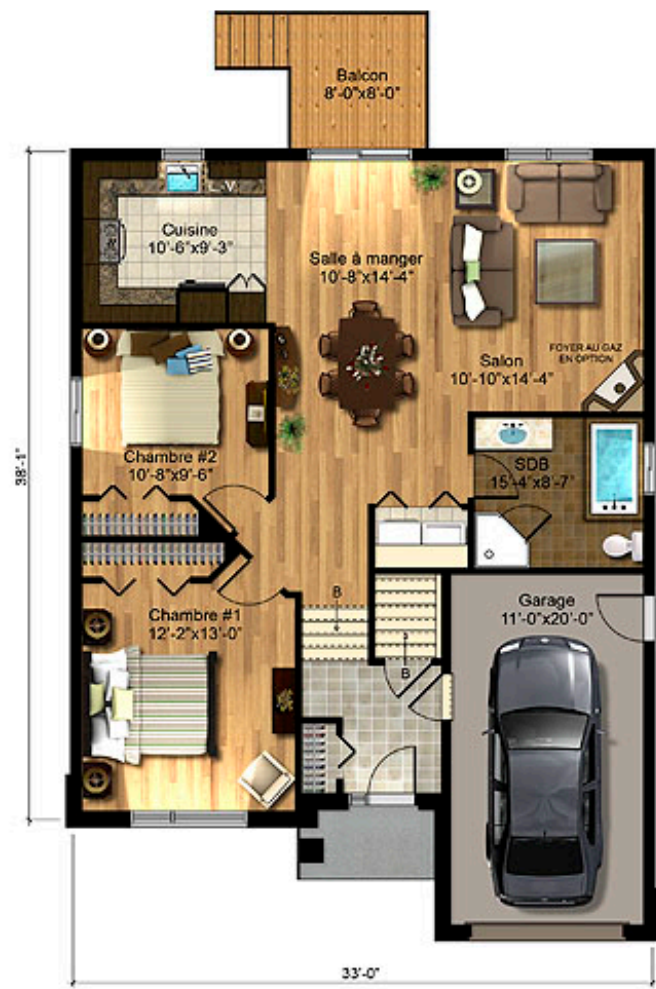 Balcon
8'-0"x8'-0"
L.-V.
Cuisine
10'-6"x9'-3"
Salle à manger
10'-8"x14'-4"
FOYER AU GAZ
EN OPTION
Salon
10'-10"x14'-4"
Chambre #2
10'-8"x9'-6"
SDB
15'-4"x8'-7"
38'-1"
B
Garage
11'-0"x20'-0"
Chambre #1
12'-2"x13'-0"
B
33'-0"